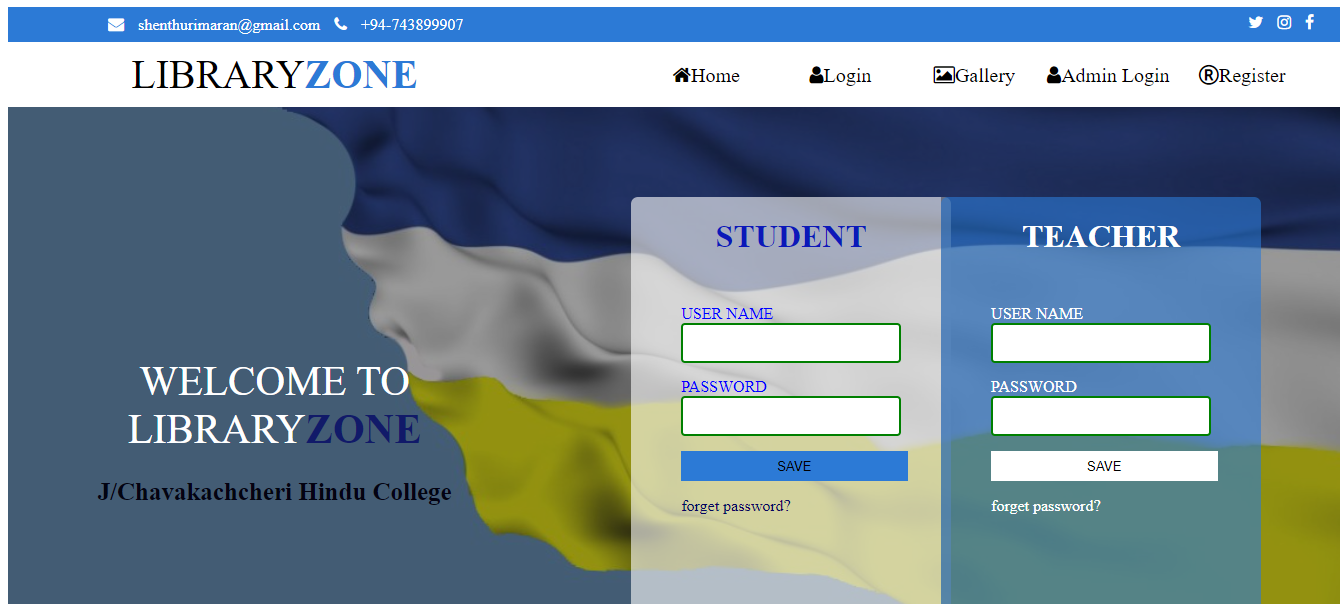 shenthurimaran@gmail.com +94-743899907
LIBRARYZONE
Home Login Gallery Admin Login ®Register
WELCOME TO
LIBRARYZONE
J/Chavakachcheri Hindu College
STUDENT
USER NAME
PASSWORD
SAVE
forget password?
TEACHER
USER NAME
PASSWORD
SAVE
forget password?